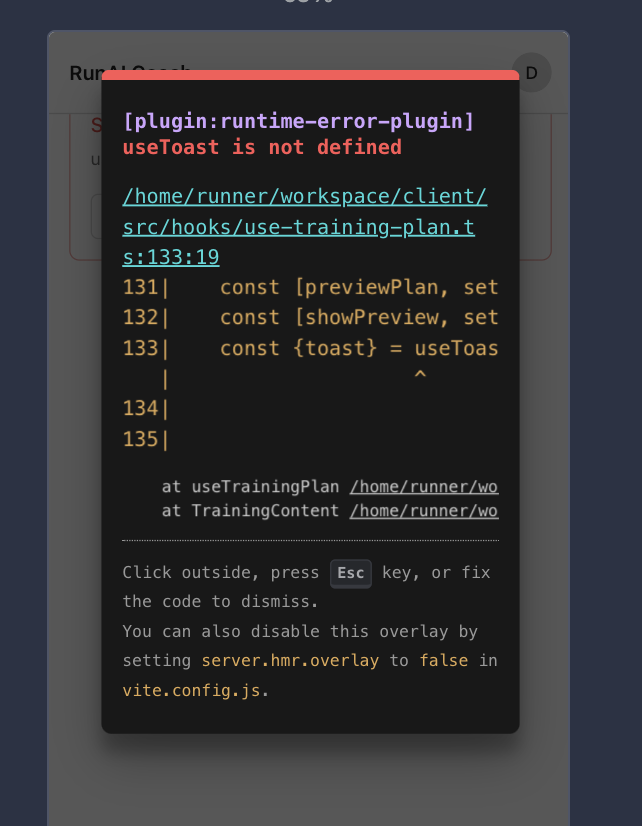 [plugin:runtime-error-plugin]
useToast is not defined
/home/runner/workspace/client/
src/hooks/use-training-plan.t
s:133:19
131|    const [previewPlan, set
132|    const [showPreview, set
133|    const {toast} = useToas
   |                    ^
134|
135|
at useTrainingPlan /home/runner/wo
at TrainingContent /home/runner/wo
Click outside, press Esc key, or fix
the code to dismiss.
You can also disable this overlay by
setting server.hmr.overlay to false in
vite.config.js.
D